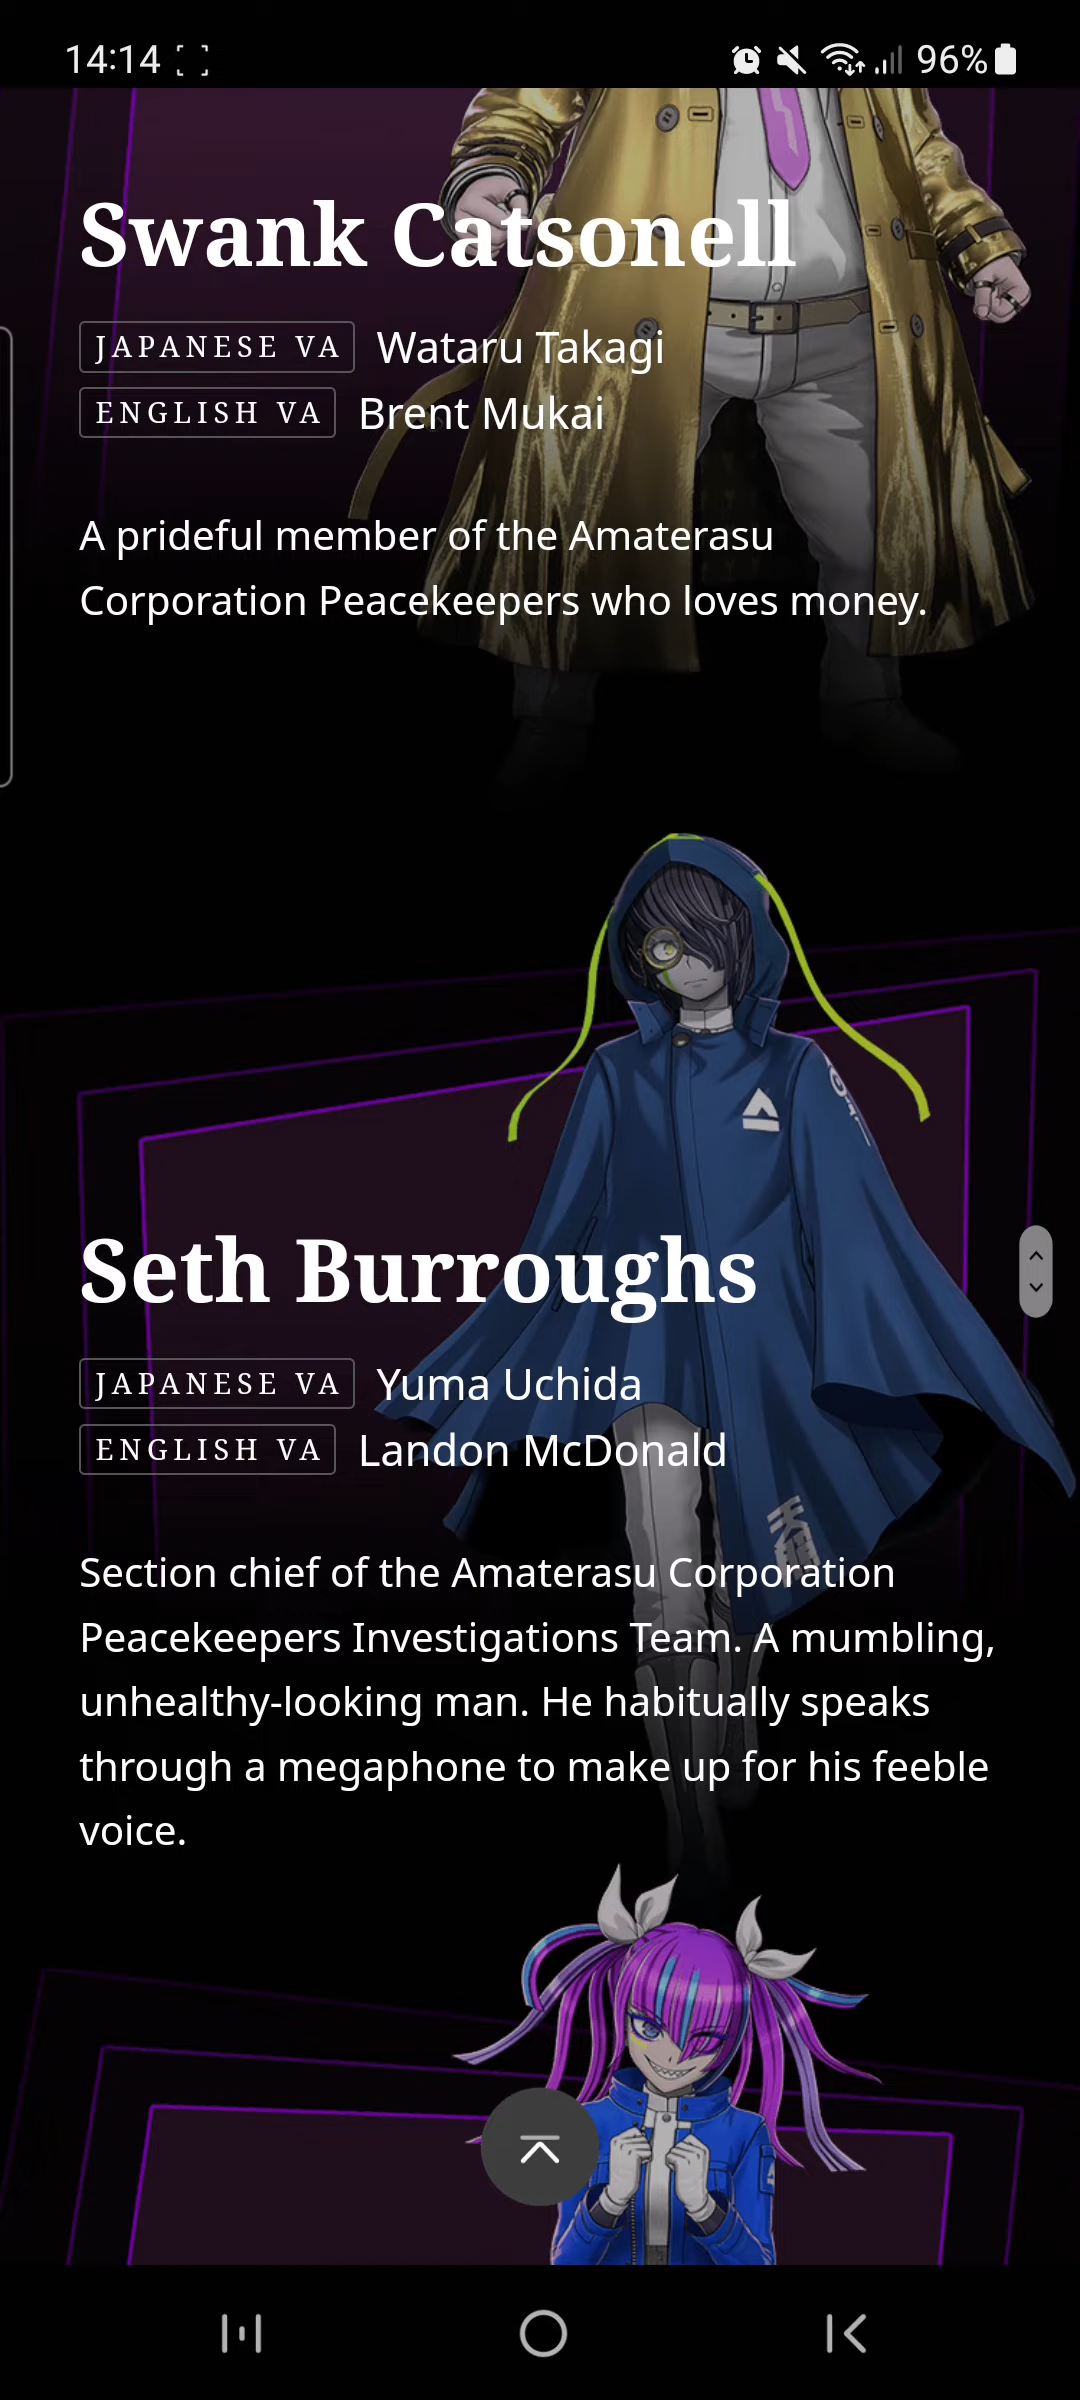 14:14
96%
Swank Catsonell
JAPANESE VA Wataru Takagi
ENGLISH VA Brent Mukai
A prideful member of the Amaterasu
Corporation Peacekeepers who loves money.
Seth Burroughs
JAPANESE VA Yuma Uchida
ENGLISH VA Landon McDonald
Section chief of the Amaterasu Corporation
Peacekeepers Investigations Team. A mumbling,
unhealthy-looking man. He habitually speaks
through a megaphone to make up for his feeble
voice.